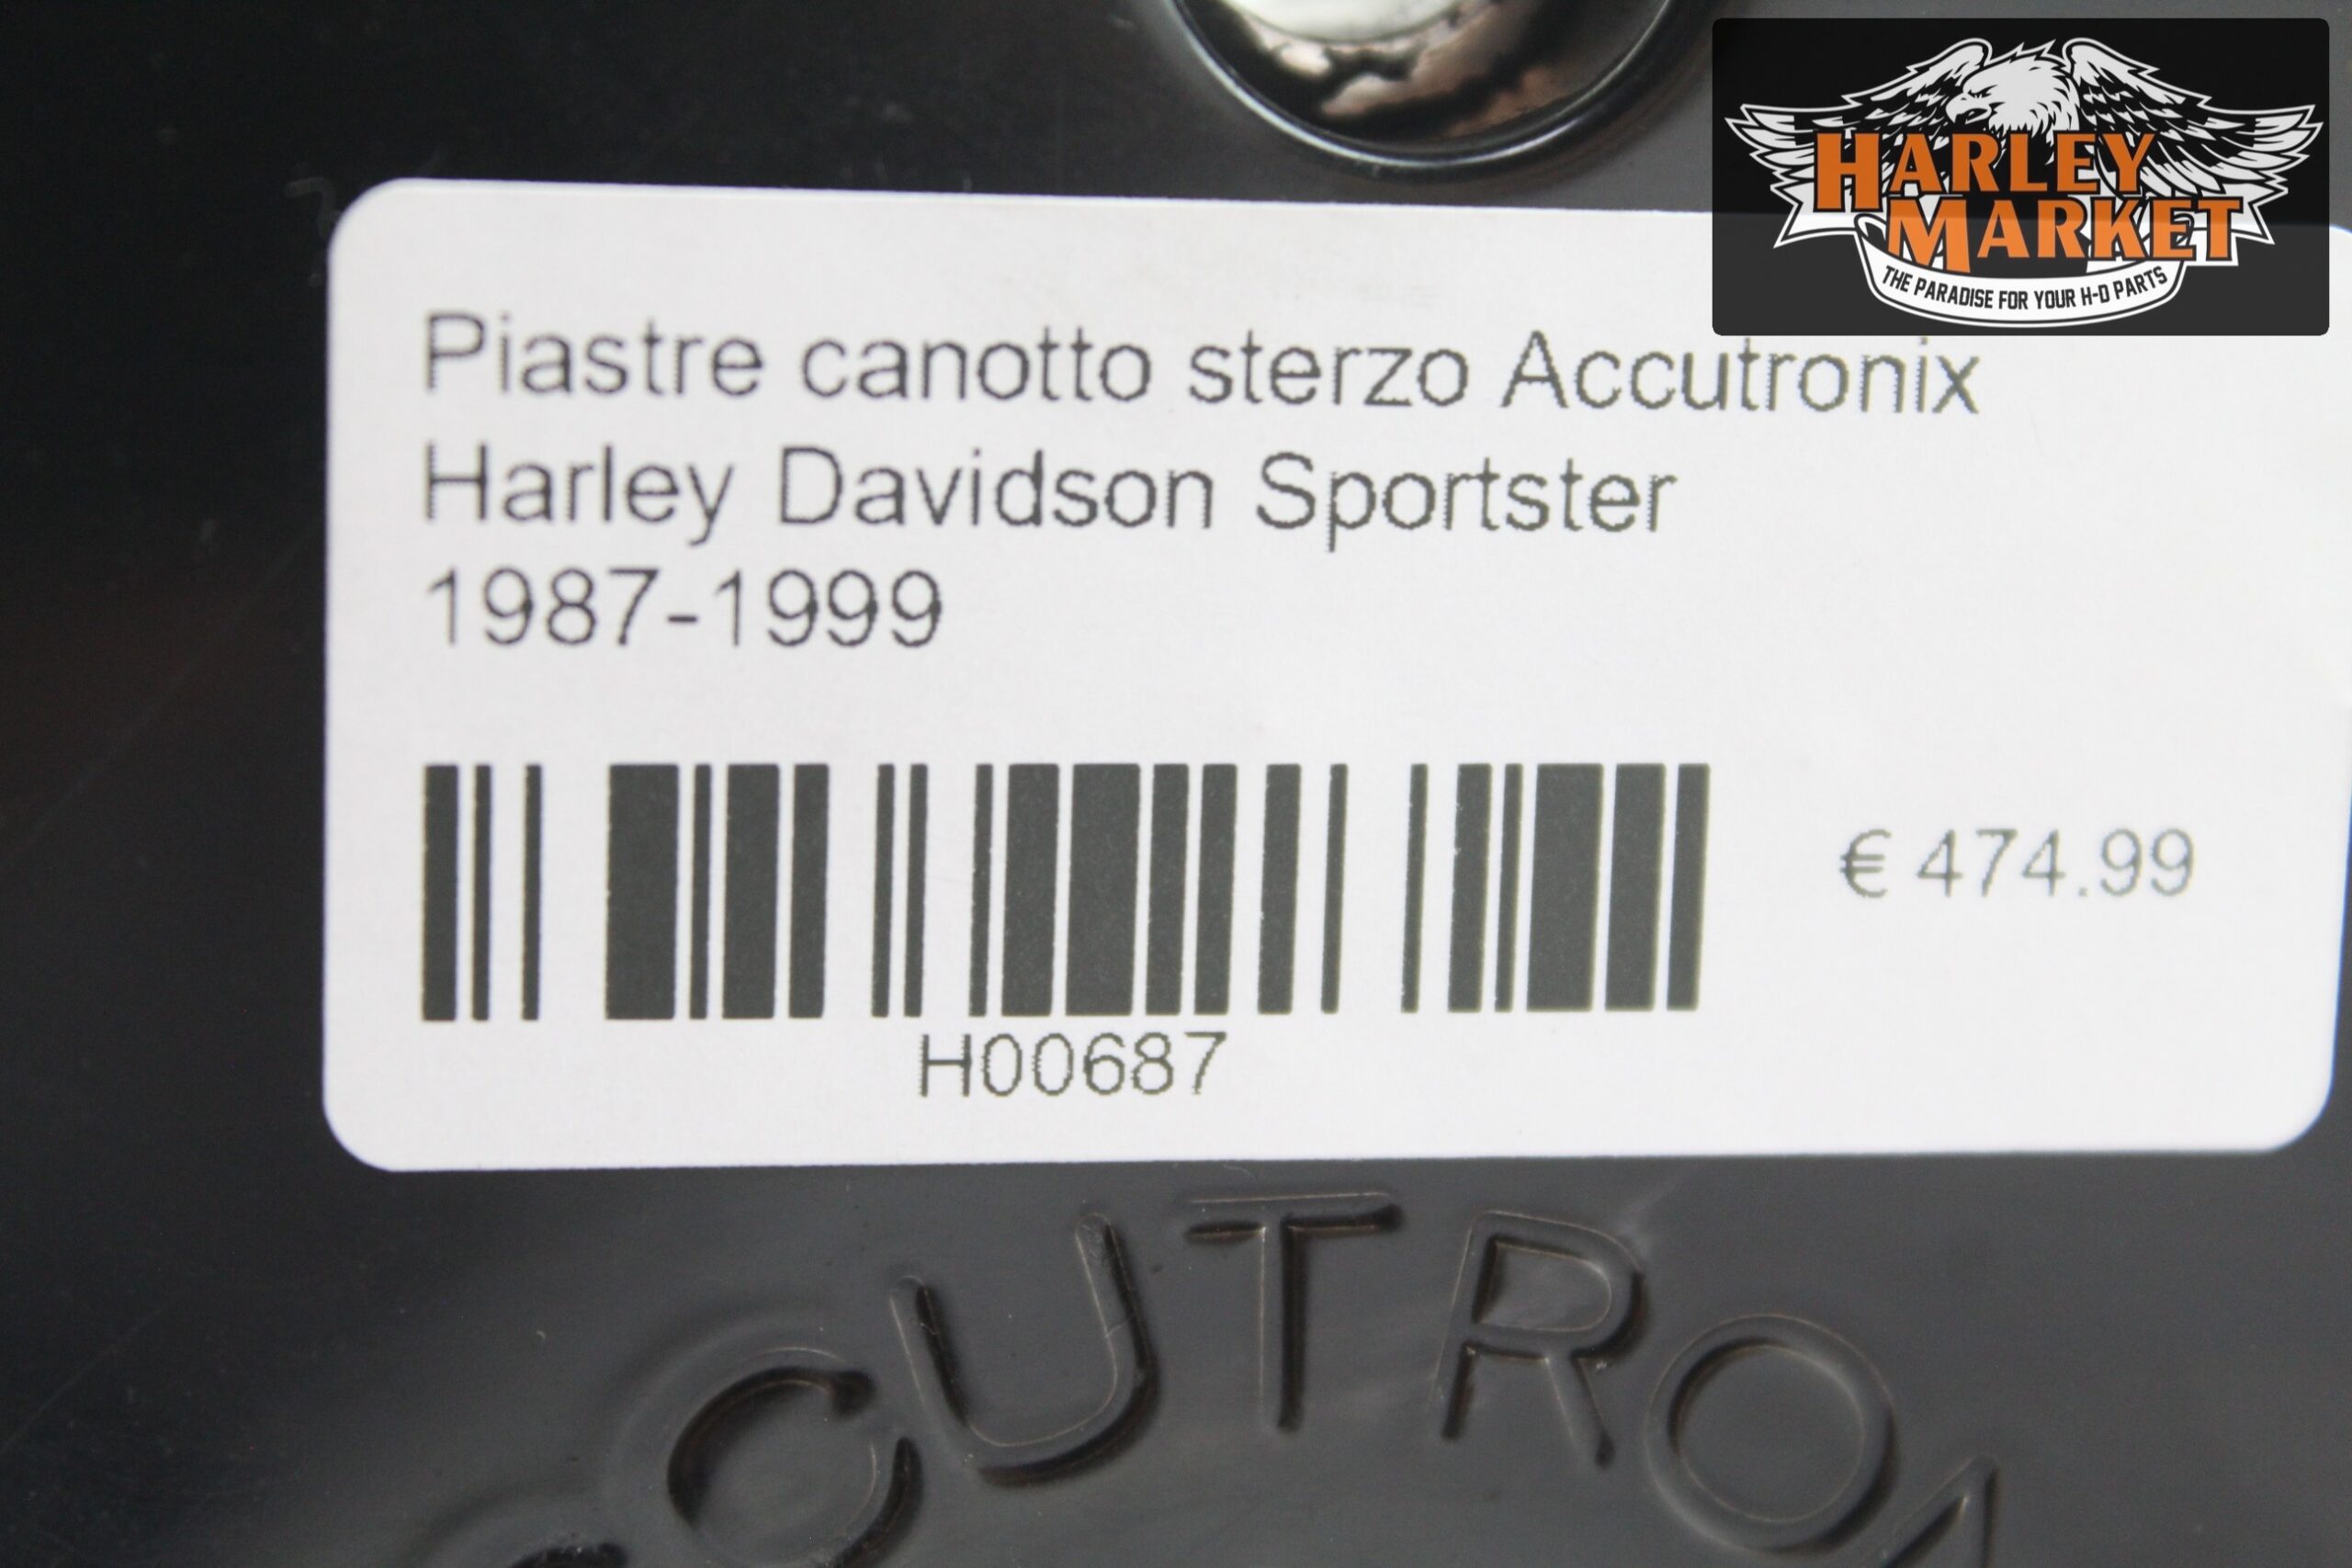 HARLEY
MARKET
THE PARADISE FOR YOUR H-D PARTS
Piastre canotto sterzo Accutronix
Harley Davidson Sportster
1987-1999
€ 474.99
H00687